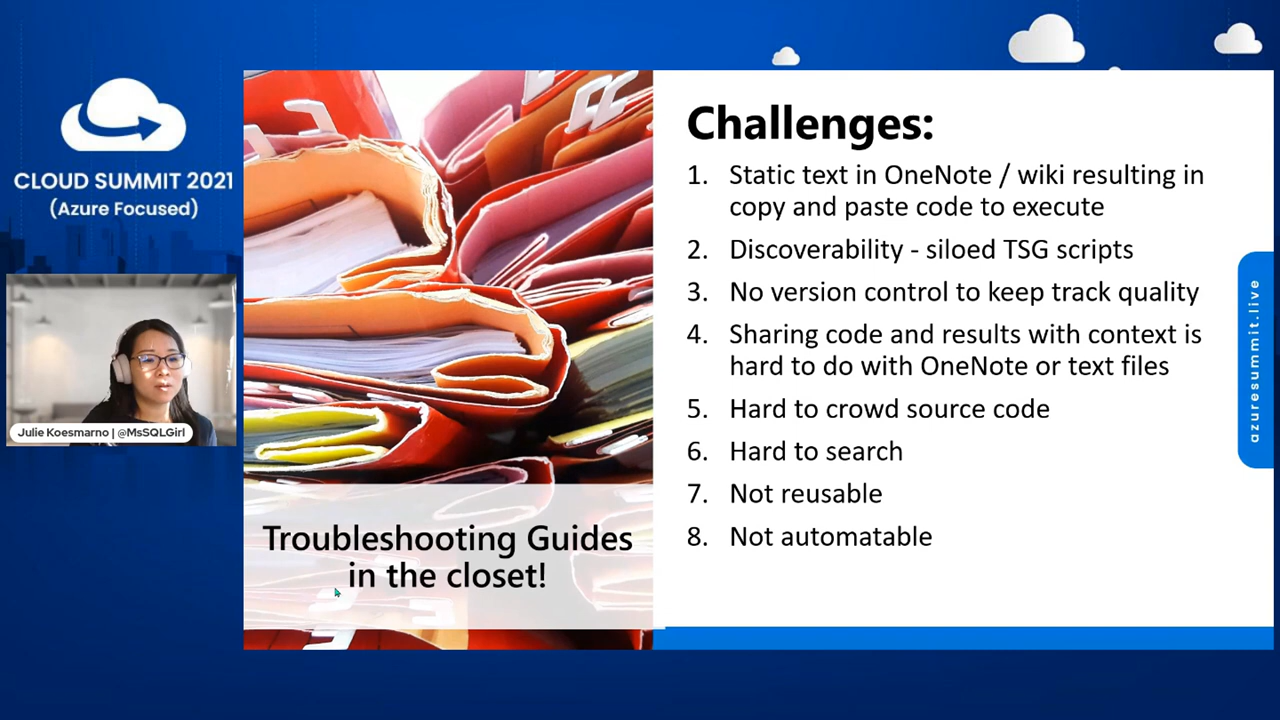 CLOUD SUMMIT 2021
(Azure Focused)
Julie Koesmarno | @MsSQLGirl
Troubleshooting Guides
in the closet!
Challenges:
1. Static text in OneNote / wiki resulting in
copy and paste code to execute
2. Discoverability - siloed TSG scripts
3. No version control to keep track quality
4. Sharing code and results with context is
hard to do with OneNote or text files
5. Hard to crowd source code
6. Hard to search
7. Not reusable
8. Not automatable
azuresummit.live